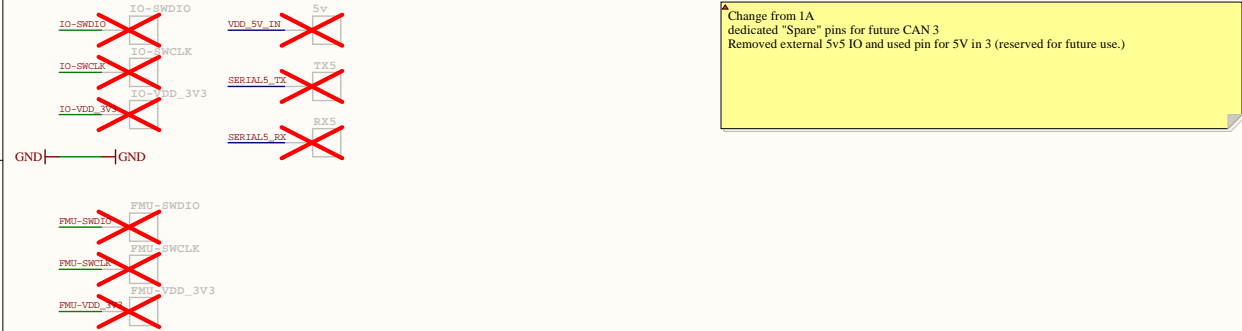 IO-SWDIO
IO-SWDIO
IO-SWCLK
IO-SWCLK
IO-VDD_3V3
IO-VDD_3V3
GND GND
5v
VDD_5V_IN
TX5
SERIAL5_TX
RX5
SERIAL5_RX
FMU-SWDIO
FMU-SWDIO
FMU-SWCLK
FMU-SWCLK
FMU-VDD_3V3
FMU-VDD_3V3
Change from 1A
dedicated "Spare" pins for future CAN 3
Removed external 5v5 IO and used pin for 5V in 3 (reserved for future use.)